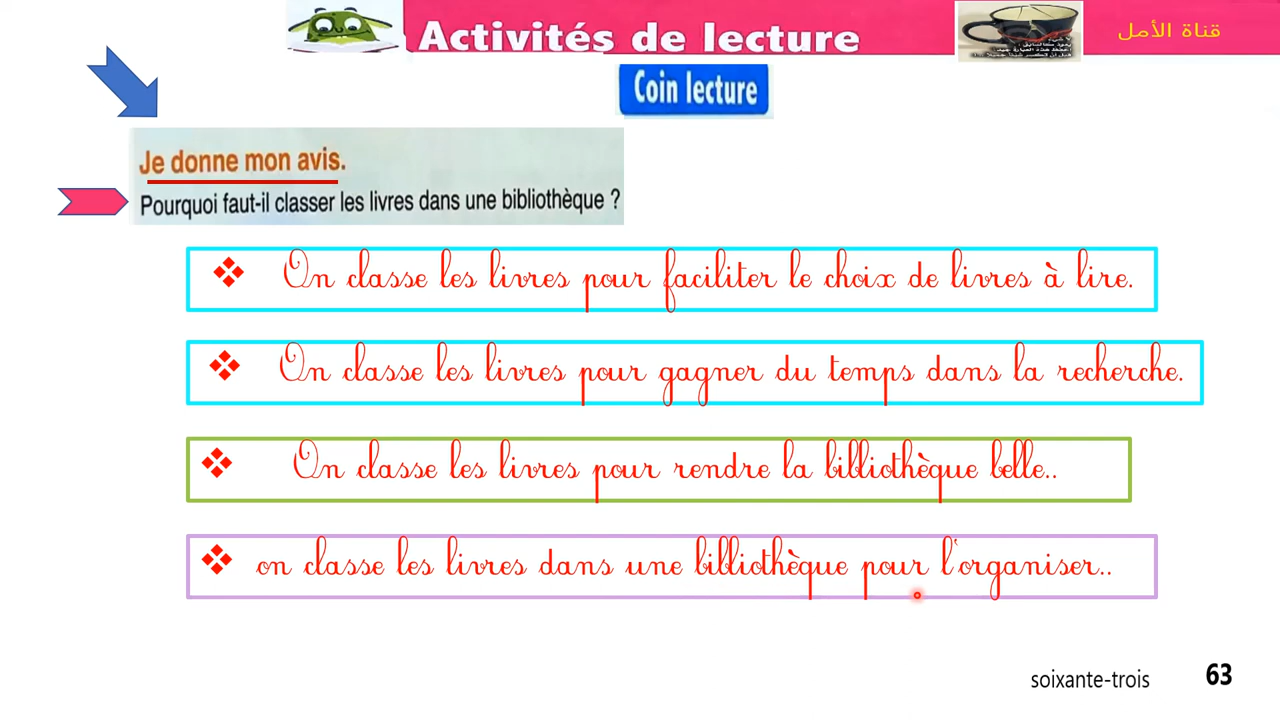 Activités de lecture
قناة الأمل
Coin lecture
Je donne mon avis.
Pourquoi faut-il classer les livres dans une bibliothèque ?
❖ On classe les livres pour faciliter le choix de livres à lire.
❖ On classe les livres pour gagner du temps dans la recherche.
❖ On classe les livres pour rendre la bibliothèque belle..
❖ on classe les livres dans une bibliothèque pour l'organiser..
soixante-trois 63